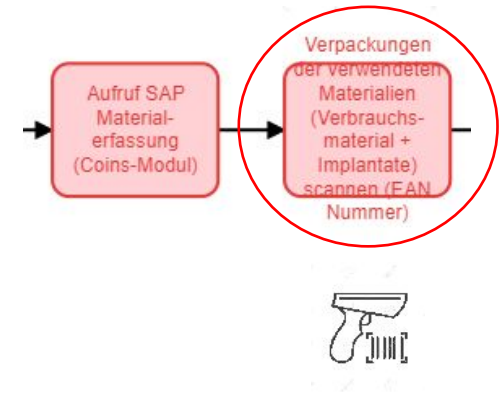 Aufruf SAP
Material-
erfassung
(Coins-Modul)
Verpackungen
der verwendeten
Materialien
(Verbrauchs-
material +
Implantate)
scannen (EAN
Nummer)